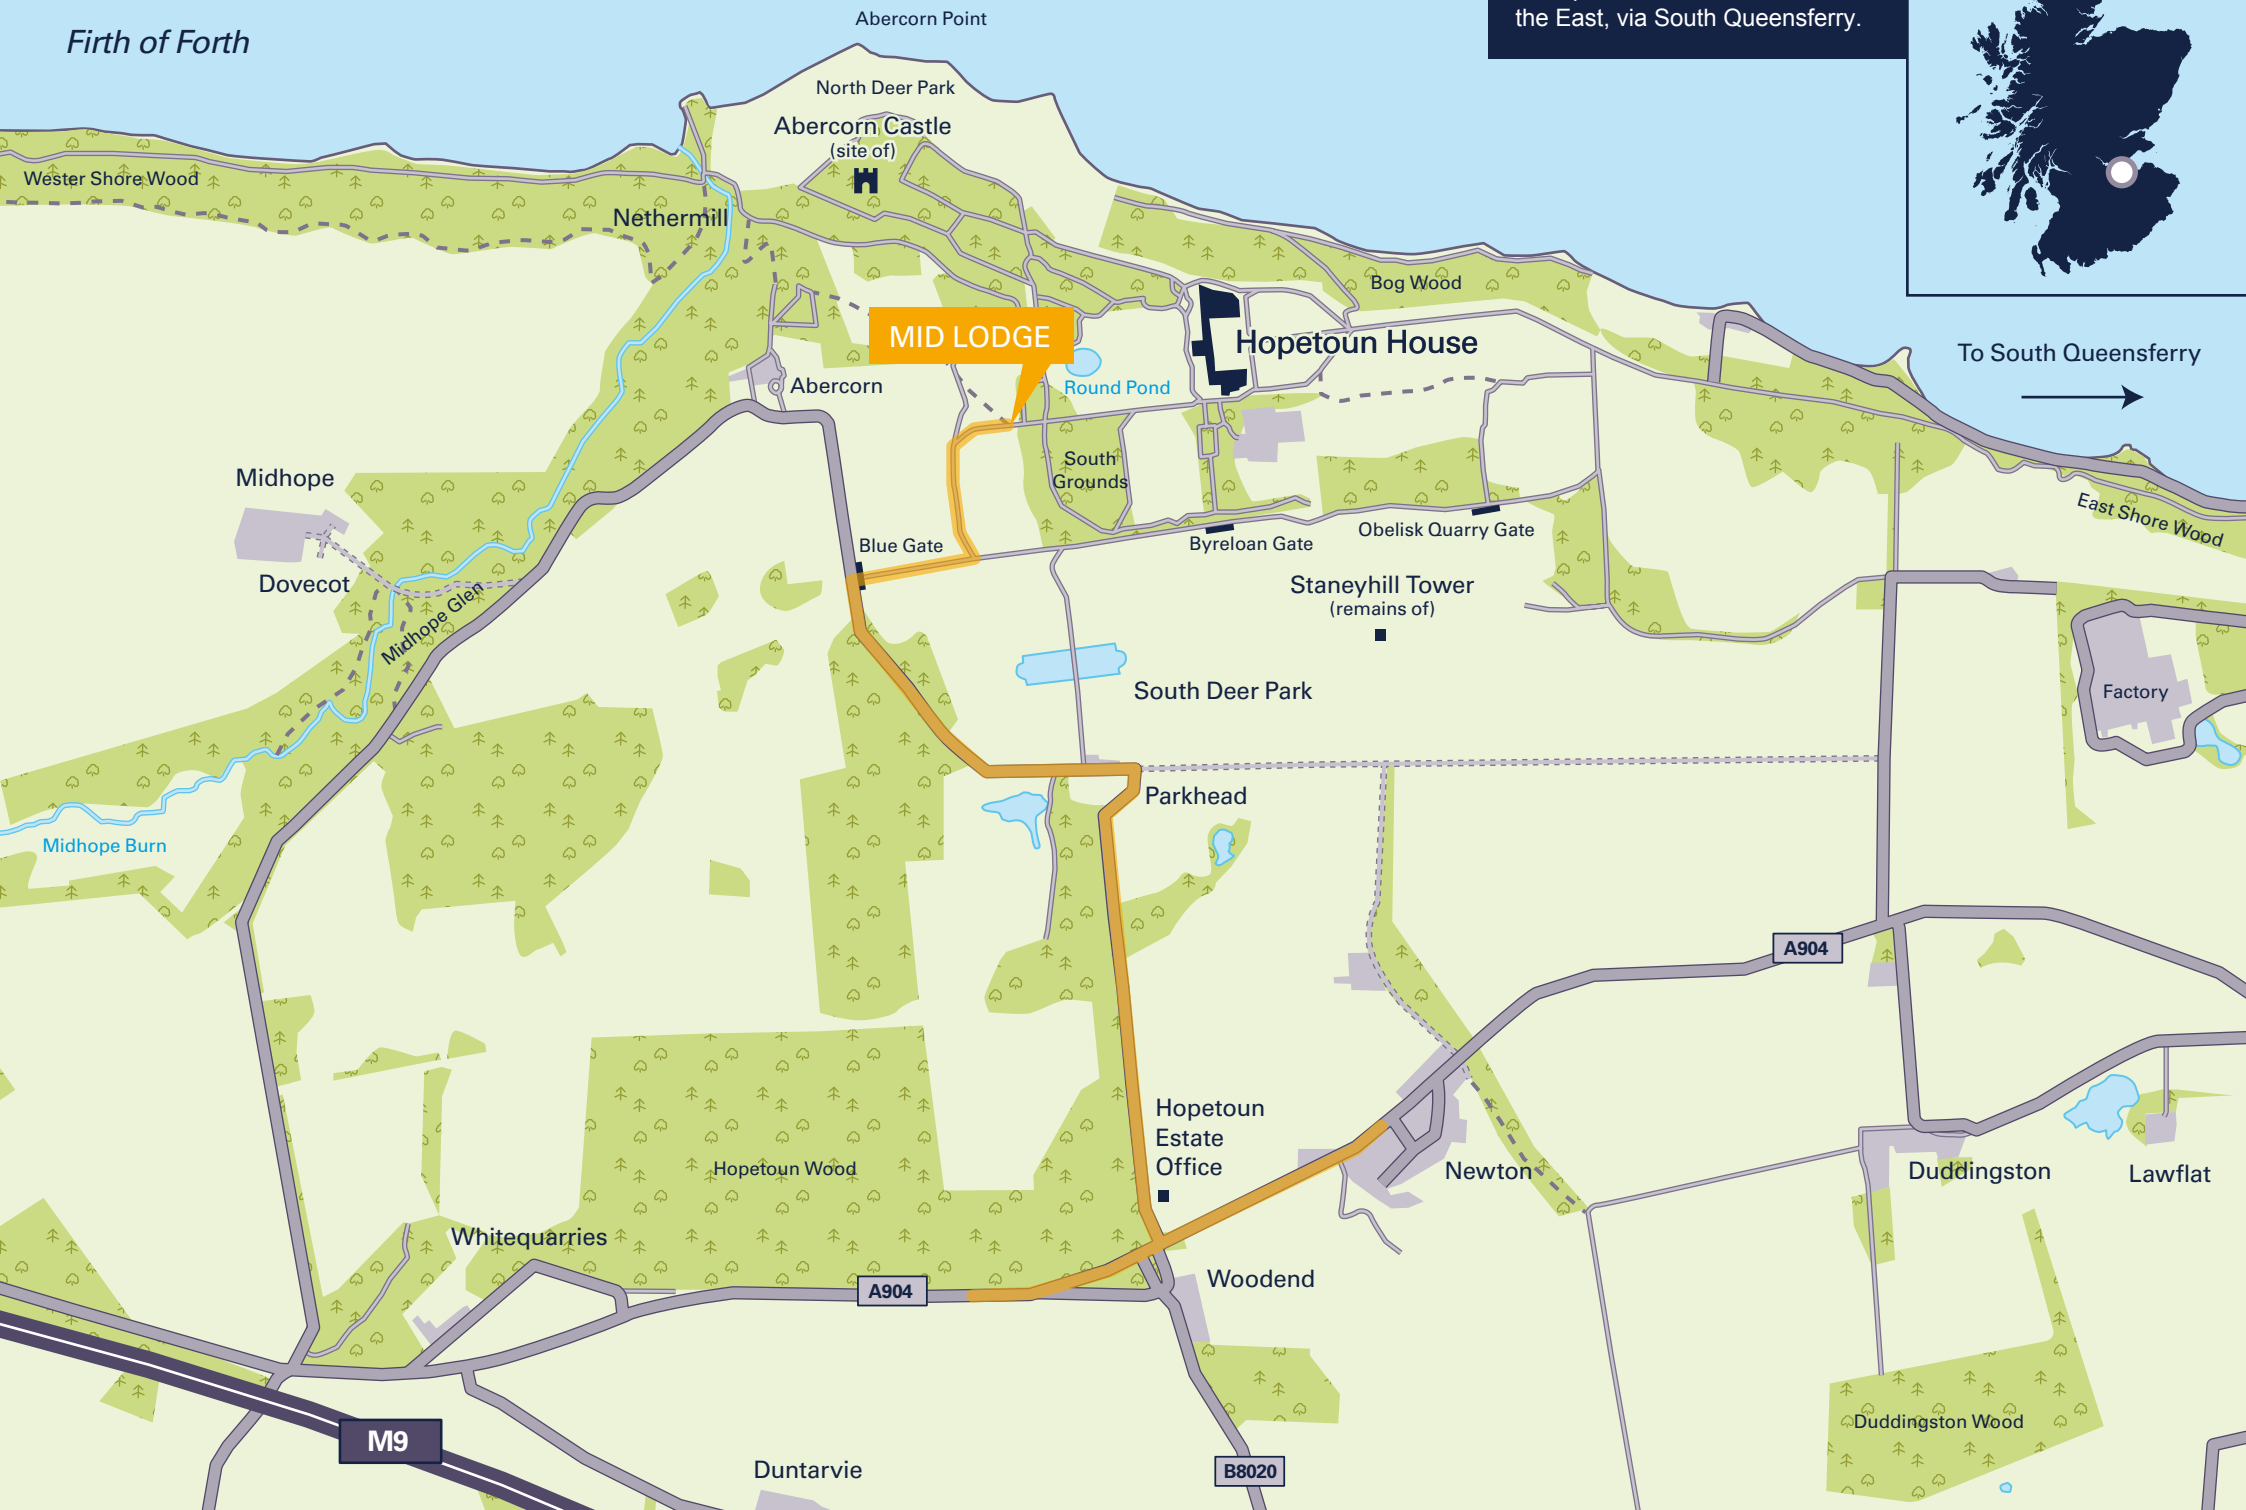 Abercorn Point
the East, via South Queensferry.
Firth of Forth
North Deer Park
Abercorn Castle
(site of)
Wester Shore Wood
Nethermill
Bog Wood
MID LODGE
Hopetoun House
To South Queensferry
Abercorn
Round Pond
Midhope
South
Grounds
East Shore Wood
Obelisk Quarry Gate
Byreloan Gate
Blue Gate
Dovecot
Staneyhill Tower
(remains of)
Midhope Glen
South Deer Park
Factory
Parkhead
Midhope Burn
A904
Hopetoun
Estate
Office
Hopetoun Wood
Newton
Duddingston
Lawflat
Whitequarries
Woodend
A904
Duddingston Wood
M9
Duntarvie
B8020